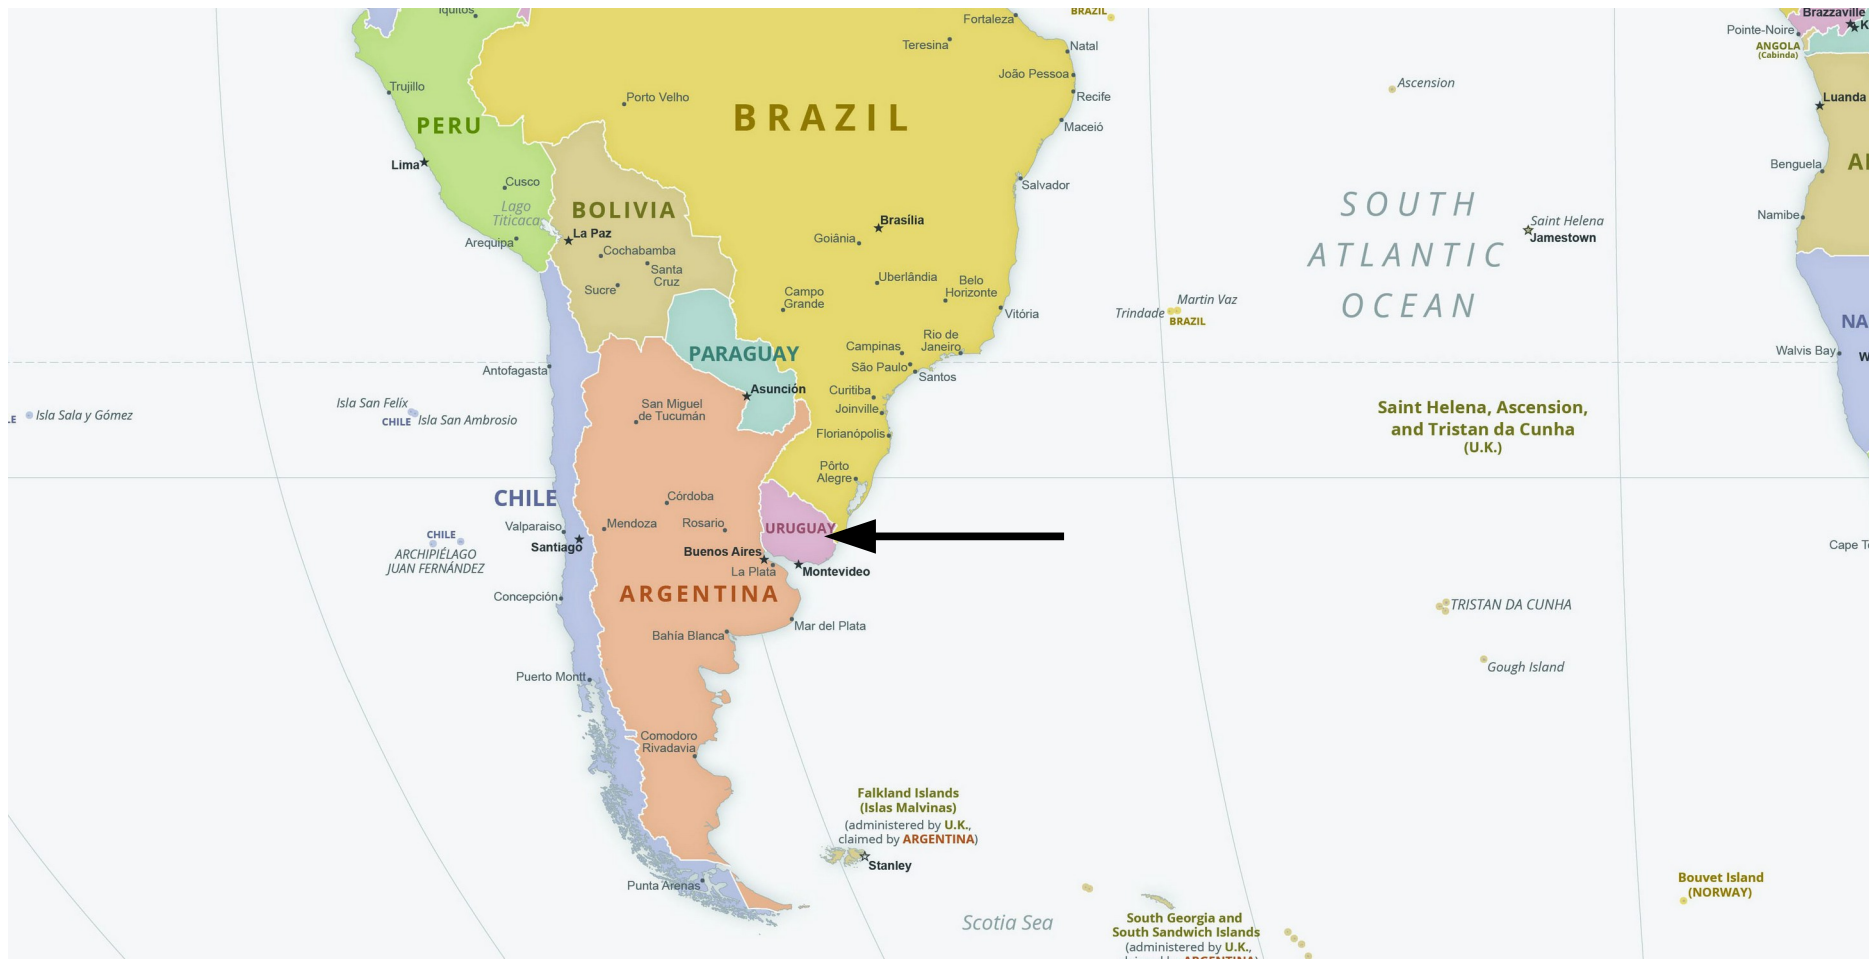 Iquitos
Fortaleza
BRAZIL
Brazzaville
Teresina
Natal
Pointe-Noire
ANGOLA
(Cabinda)
João Pessoa
Trujillo
Porto Velho
Recife
Ascension
Luanda
BRAZIL
PERU
Maceió
Lima
Benguela
Cusco
Salvador
Lago
Titicaca
BOLIVIA
SOUTH
ATLANTIC
OCEAN
Namibe
Brasília
Saint Helena
Jamestown
La Paz
Arequipa
Goiânia
Cochabamba
Santa
Cruz
Sucre
Uberlândia
Belo
Horizonte
Campo
Grande
Vitória
Martin Vaz
Trindade
BRAZIL
NA
Rio de
Janeiro
Campinas
PARAGUAY
Walvis Bay
W
São Paulo
Santos
Antofagasta
Asunción
Curitiba
Joinville
Isla San Felíx
CHILE
Isla San Ambrosio
LE
Isla Sala y Gómez
San Miguel
de Tucumán
Saint Helena, Ascension,
and Tristan da Cunha
(U.K.)
Florianópolis
Pôrto
Alegre
CHILE
Córdoba
Valparaiso
Mendoza
Rosario
URUGUAY
CHILE
ARCHIPIÉLAGO
JUAN FERNÁNDEZ
Santiago
Buenos Aires
La Plata
Montevideo
Cape T
ARGENTINA
Concepción
TRISTAN DA CUNHA
Mar del Plata
Bahía Blanca
Gough Island
Puerto Montt
Comodoro
Rivadavia
Falkland Islands
(Islas Malvinas)
(administered by U.K.,
claimed by ARGENTINA)
Stanley
Punta Arenas
Bouvet Island
(NORWAY)
Scotia Sea
South Georgia and
South Sandwich Islands
(administered by U.K.,